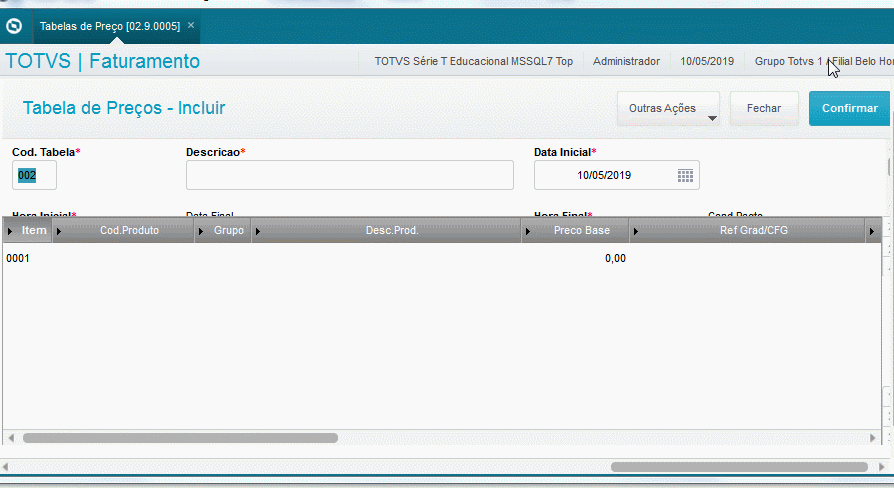 Tabelas de Preço [02.9.0005] ×
TOTVS | Faturamento
TOTVS Série T Educacional MSSQL7 Top Administrador 10/05/2019 Grupo Totvs 1 / Filial Belo Hor
Tabela de Preços - Incluir
Outras Ações Fechar Confirmar
Cod. Tabela* Descricao* Data Inicial*
002 10/05/2019
Hora Inicial* Data Final Hora Final* Cond.Pagto
Item Cod.Produto Grupo Desc.Prod. Preco Base Ref Grad/CFG
0001 0,00